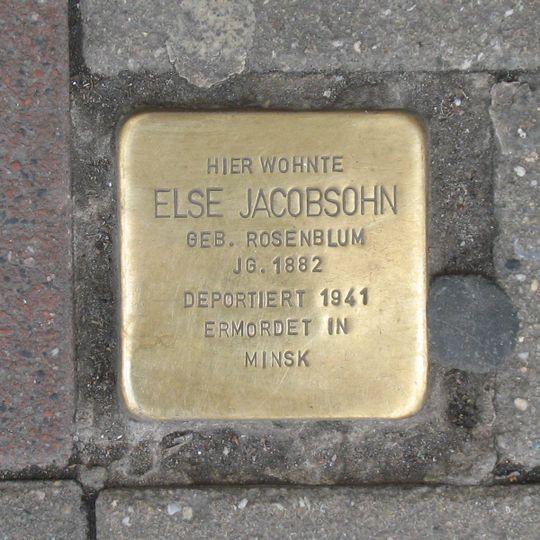 HIER WOHNTE
ELSE JACOBSOHN
GEB. ROSENBLUM
JG. 1882
DEPORTIERT 1941
ERMORDET IN
MINSK